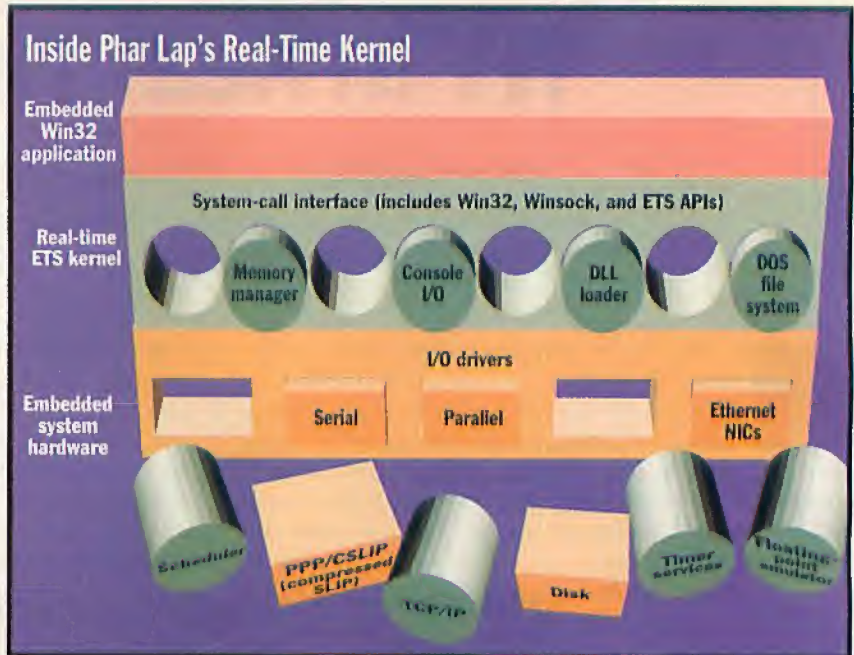 Inside Phar Lap's Real-Time Kernel
Embedded
Win32
application
System-call interface (includes Win32, Winsock, and ETS APIs)
Real-time
ETS kernel
Memory
manager
Console
I/O
DLL
loader
DOS
file
system
I/O drivers
Embedded
system
hardware
Serial
Parallel
Ethernet
NICs
Scheduler
PPP/CSLIP
(compressed
SLIP)
TCP/IP
Disk
Timer
services
Floating-
point
emulator